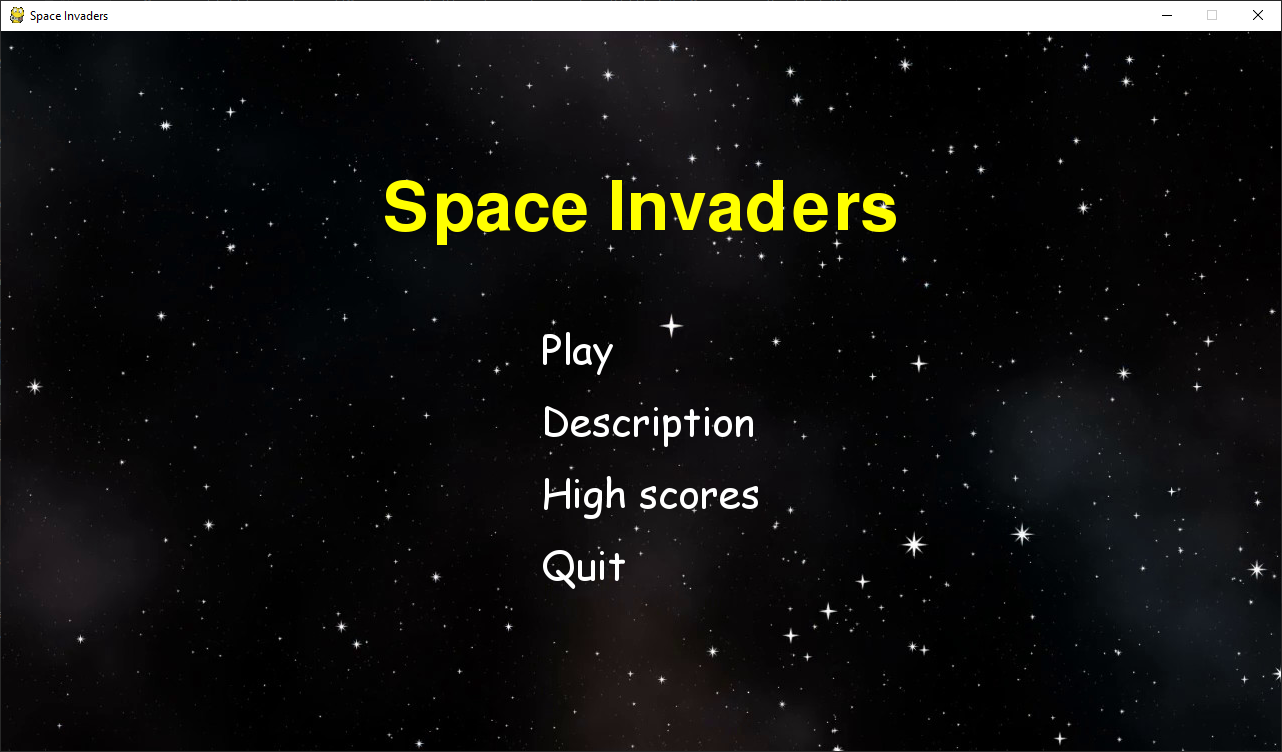 Space Invaders
Space Invaders
Play
Description
High scores
Quit